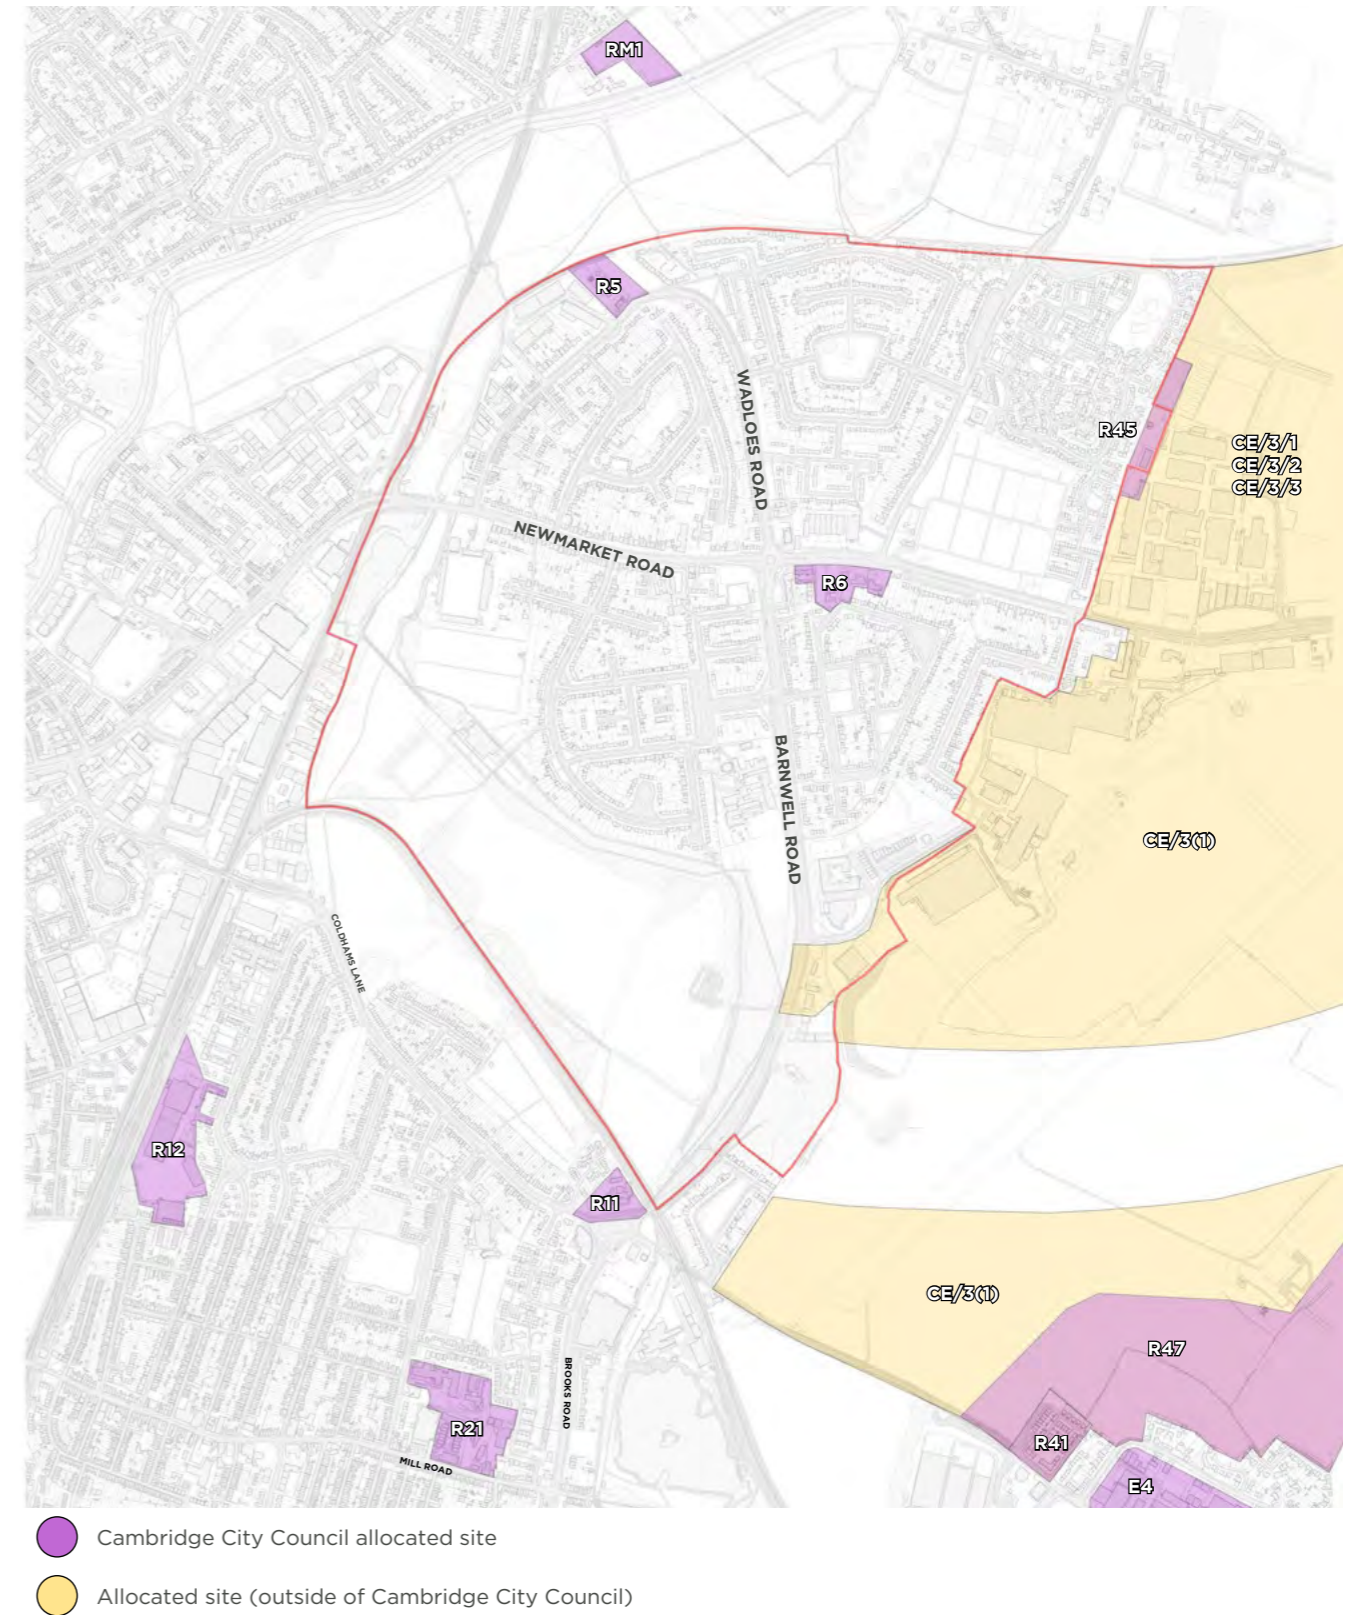 RM1
R5
WADLOES ROAD
R45
CE/3/1
CE/3/2
CE/3/3
NEWMARKET ROAD
R6
BARNWELL ROAD
CE/3(1)
COLDHAMS LANE
R12
R11
CE/3(1)
R47
BROOKS ROAD
R21
R41
MILL ROAD
E4
Cambridge City Council allocated site
Allocated site (outside of Cambridge City Council)